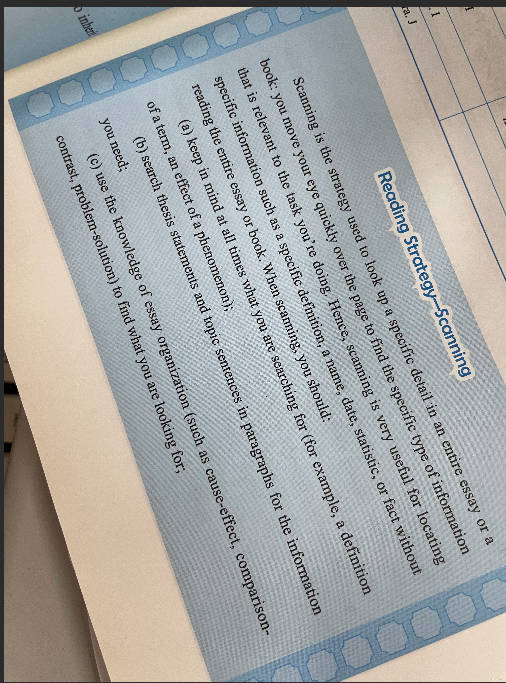 Reading Strategy—Scanning
Scanning is the strategy used to look up a specific detail in an entire essay or a
book: you move your eye quickly over the page to find the specific type of information
that is relevant to the task you're doing. Hence, scanning is very useful for locating
specific information such as a specific definition, a name, date, statistic, or fact without
reading the entire essay or book. When scanning, you should:
(a) keep in mind at all times what you are searching for (for example, a definition
of a term, an effect of a phenomenon);
(b) search thesis statements and topic sentences in paragraphs for the information
you need;
(c) use the knowledge of essay organization (such as cause-effect, comparison-
contrast, problem-solution) to find what you are looking for;